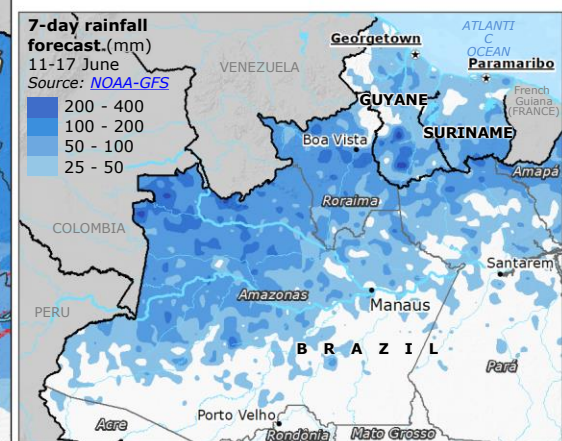 7-day rainfall
forecast.(mm)
11-17 June
Source: NOAA-GFS
200 - 400
100 - 200
50 - 100
25 - 50
ATLANTI
C
OCEAN
Georgetown
Paramaribo
VENEZUELA
French
Guiana
(FRANCE)
GUYANE
SURINAME
Boa Vista
Amapá
Roraima
COLOMBIA
Santarem
Amazonas
Manaus
PERU
BRAZIL
Pará
Porto Velho
Acre
Rondônia
Mato Grosso